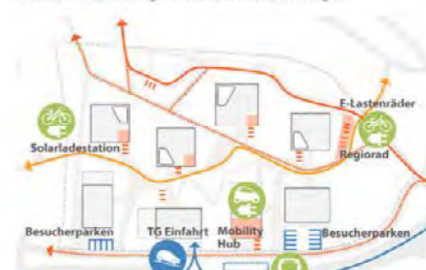 E-Lastenräder
Solarladestation
Regiorad
Besucherparken
TG Einfahrt
Mobility
Hub
Besucherparken